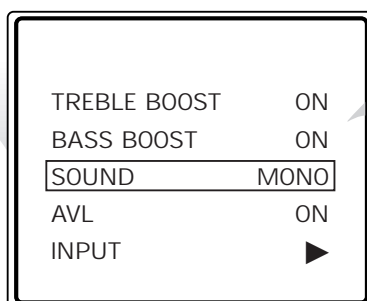 TREBLE BOOST ON
BASS BOOST ON
SOUND MONO
AVL ON
INPUT ▶